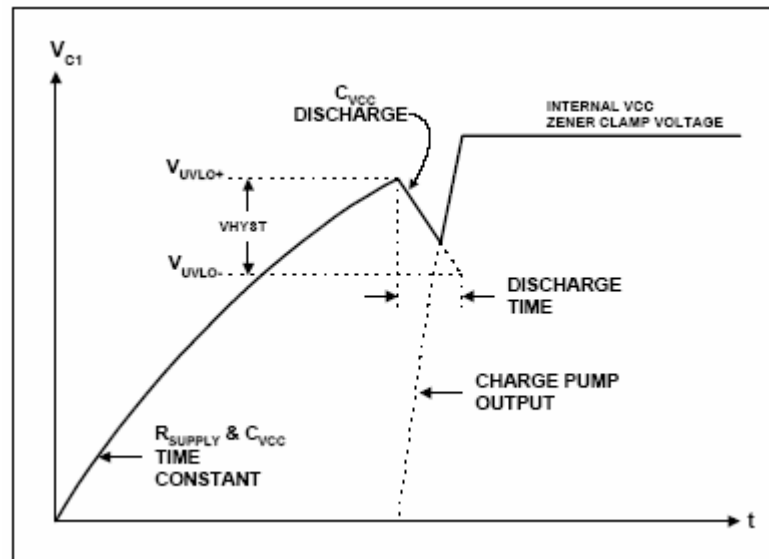 V_C1
C_VCC
DISCHARGE
INTERNAL VCC
ZENER CLAMP VOLTAGE
V_UVLO+
VHYST
V_UVLO-
DISCHARGE
TIME
CHARGE PUMP
OUTPUT
R_SUPPLY & C_VCC
TIME
CONSTANT
t